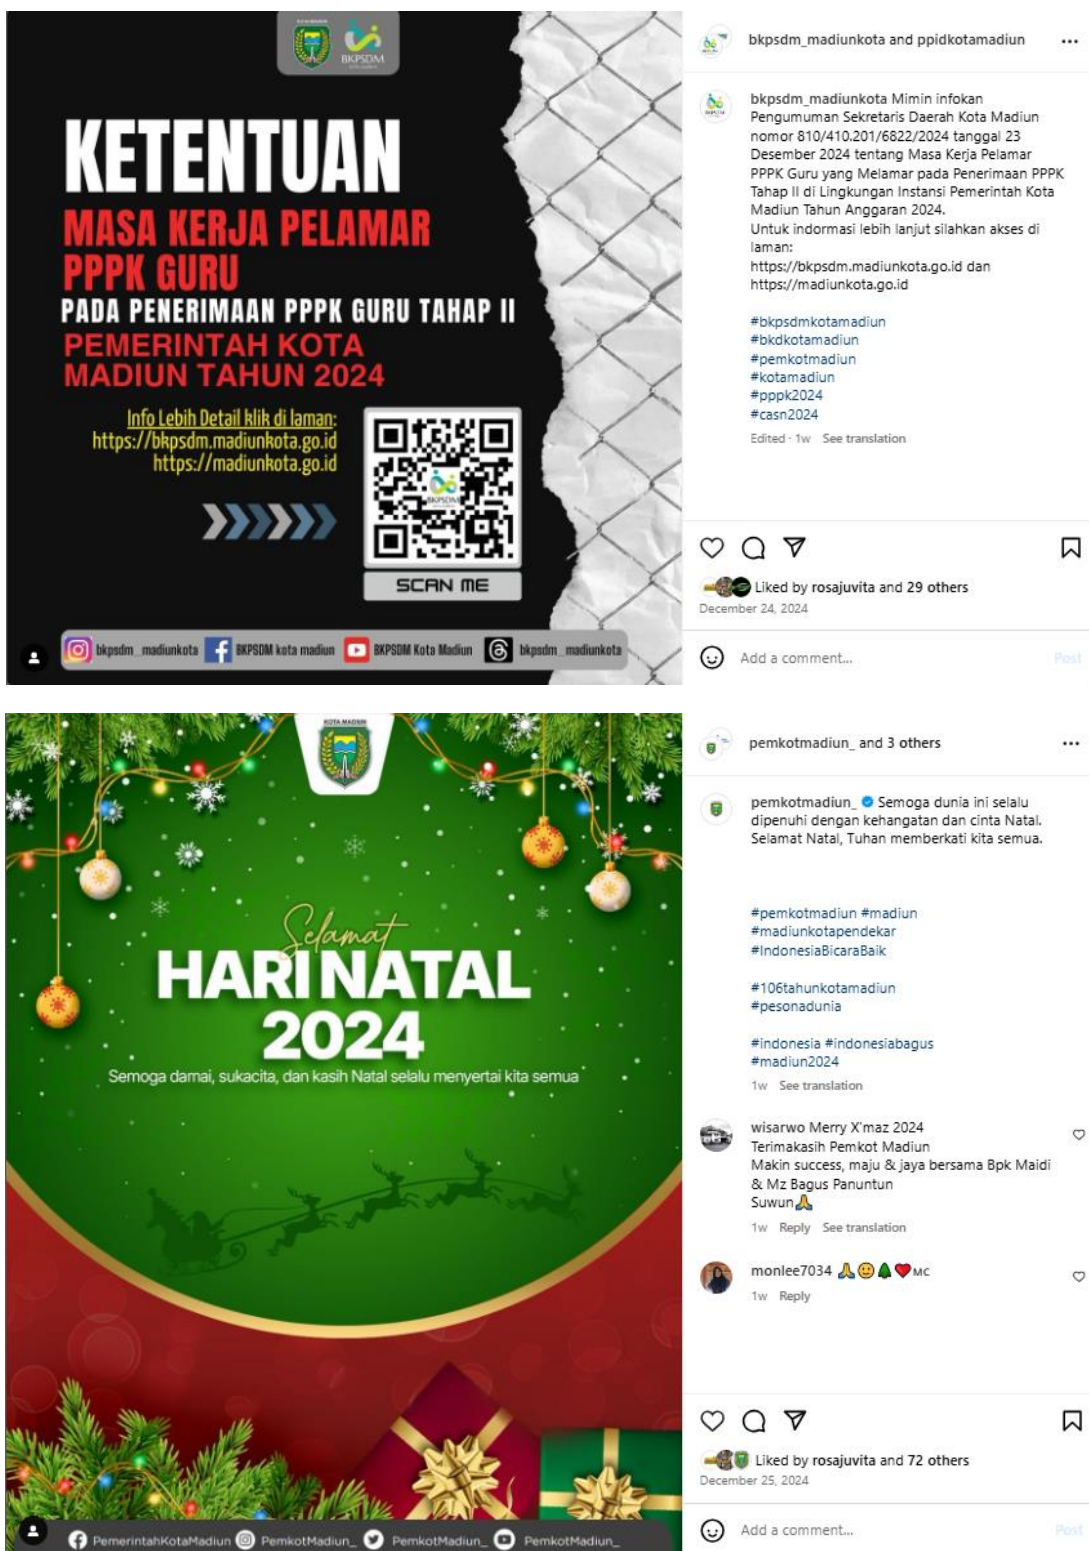 KOTA MADIUN
BKPSDM
KETENTUAN
MASA KERJA PELAMAR
PPPK GURU
PADA PENERIMAAN PPPK GURU TAHAP II
PEMERINTAH KOTA
MADIUN TAHUN 2024
Info Lebih Detail klik di laman:
https://bkpsdm.madiunkota.go.id
https://madiunkota.go.id
BKPSDM
SCAN ME
bkpsdm_madiunkota BKPSDM kota madiun BKPSDM Kota Madiun bkpsdm_madiunkota
bkpsdm_madiunkota and ppidkotamadiun
bkpsdm_madiunkota Mimin infokan
Pengumuman Sekretaris Daerah Kota Madiun
nomor 810/410.201/6822/2024 tanggal 23
Desember 2024 tentang Masa Kerja Pelamar
PPPK Guru yang Melamar pada Penerimaan PPPK
Tahap II di Lingkungan Instansi Pemerintah Kota
Madiun Tahun Anggaran 2024.
Untuk indormasi lebih lanjut silahkan akses di
laman:
https://bkpsdm.madiunkota.go.id dan
https://madiunkota.go.id
#bkpsdmkotamadiun
#bkdkotamadiun
#pemkotmadiun
#kotamadiun
#pppk2024
#casn2024
Edited · 1w See translation
Liked by rosajuvita and 29 others
December 24, 2024
Add a comment...
Post
KOTA MADIUN
Selamat
HARI NATAL
2024
Semoga damai, sukacita, dan kasih Natal selalu menyertai kita semua
PemerintahKotaMadiun PemkotMadiun_ PemkotMadiun_ PemkotMadiun_
pemkotmadiun_ and 3 others
pemkotmadiun_ Semoga dunia ini selalu
dipenuhi dengan kehangatan dan cinta Natal.
Selamat Natal, Tuhan memberkati kita semua.
#pemkotmadiun #madiun
#madiunkotapendekar
#IndonesiaBicaraBaik
#106tahunkotamadiun
#pesonadunia
#indonesia #indonesiabagus
#madiun2024
1w See translation
wisarwo Merry X'maz 2024
Terimakasih Pemkot Madiun
Makin success, maju & jaya bersama Bpk Maidi
& Mz Bagus Panuntun
Suwun🙏
1w Reply See translation
monlee7034 🙏🙂🌲❤️MC
1w Reply
Liked by rosajuvita and 72 others
December 25, 2024
Add a comment...
Post